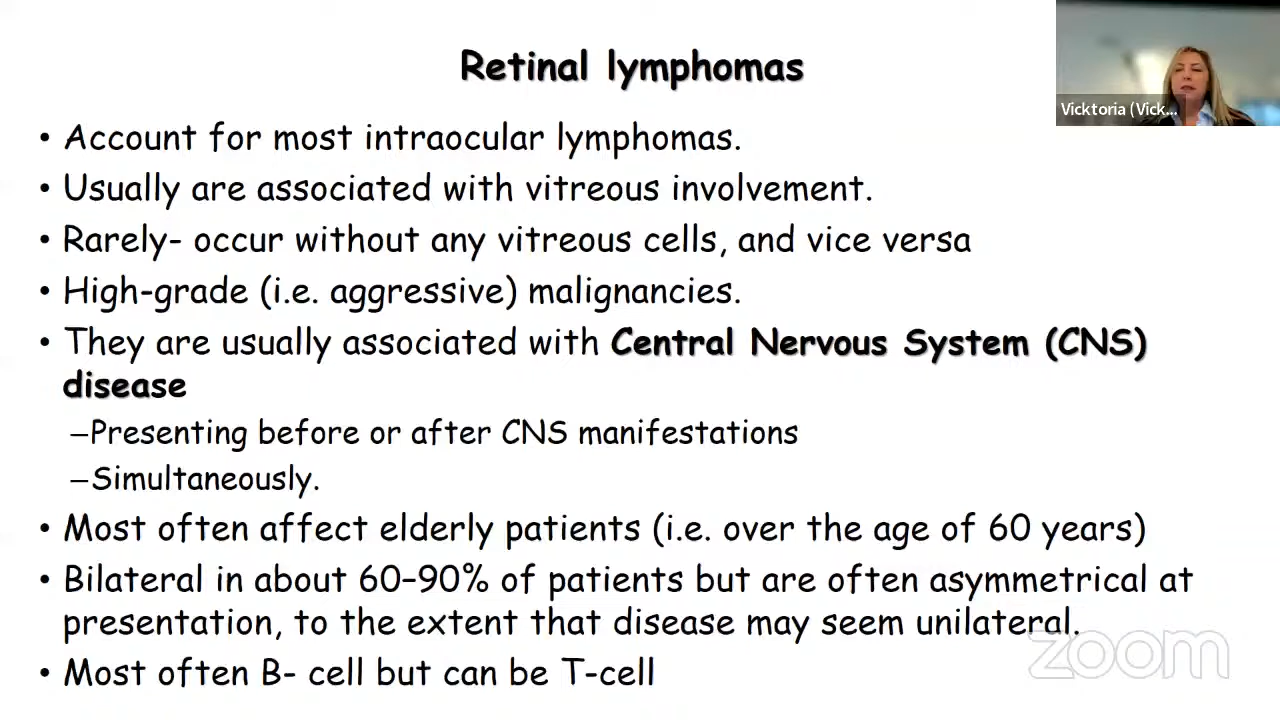 Retinal lymphomas
Vicktoria (Vick...
• Account for most intraocular lymphomas.
• Usually are associated with vitreous involvement.
• Rarely- occur without any vitreous cells, and vice versa
• High-grade (i.e. aggressive) malignancies.
• They are usually associated with Central Nervous System (CNS)
disease
–Presenting before or after CNS manifestations
–Simultaneously.
• Most often affect elderly patients (i.e. over the age of 60 years)
• Bilateral in about 60–90% of patients but are often asymmetrical at
presentation, to the extent that disease may seem unilateral.
zoom
• Most often B- cell but can be T-cell